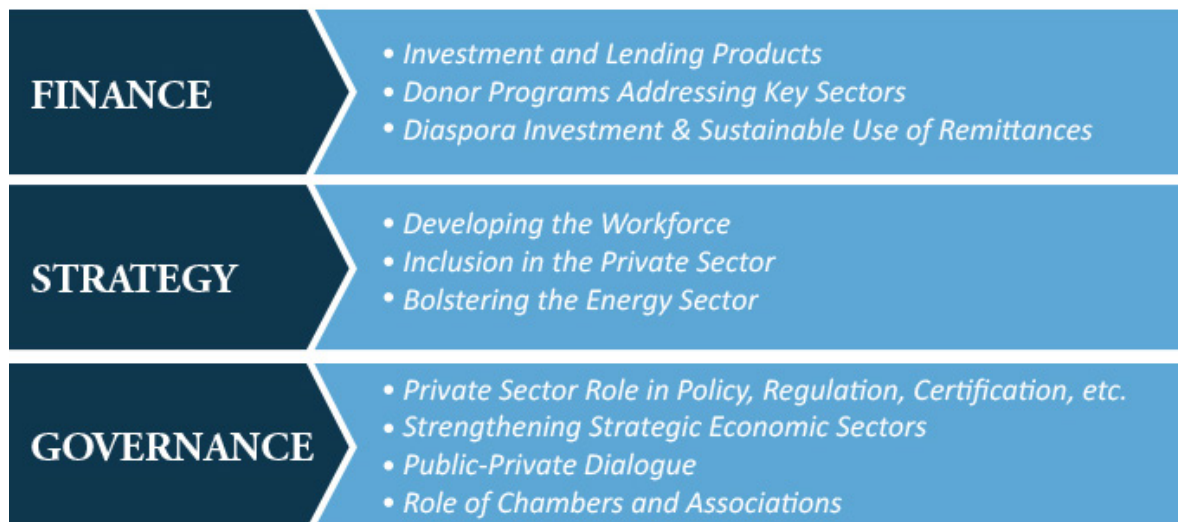 FINANCE
• Investment and Lending Products
• Donor Programs Addressing Key Sectors
• Diaspora Investment & Sustainable Use of Remittances
STRATEGY
• Developing the Workforce
• Inclusion in the Private Sector
• Bolstering the Energy Sector
GOVERNANCE
• Private Sector Role in Policy, Regulation, Certification, etc.
• Strengthening Strategic Economic Sectors
• Public-Private Dialogue
• Role of Chambers and Associations